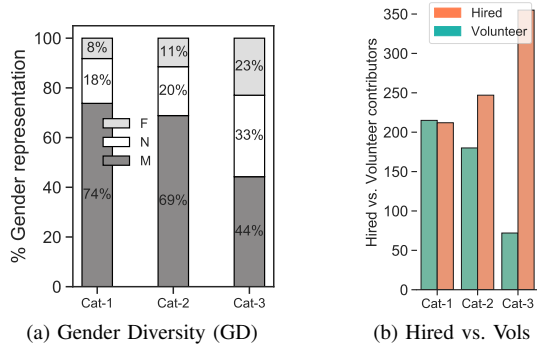 % Gender representation
100
80
60
40
20
0
8%
18%
74%
11%
20%
69%
23%
33%
44%
F
N
M
Cat-1 Cat-2 Cat-3
(a) Gender Diversity (GD)
Hired vs. Volunteer contributors
350
300
250
200
150
100
50
0
Hired
Volunteer
Cat-1 Cat-2 Cat-3
(b) Hired vs. Vols